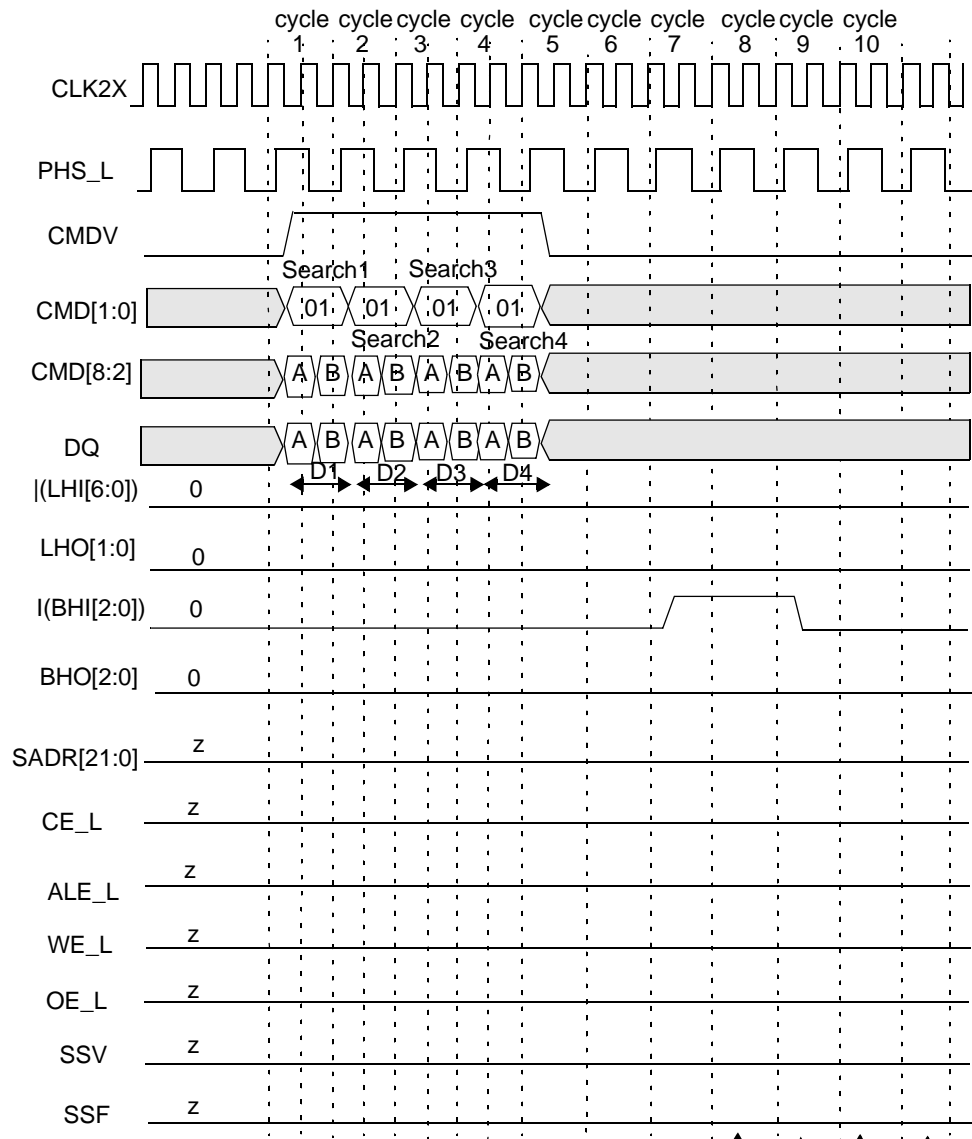 cycle cycle cycle cycle cycle cycle cycle cycle cycle cycle
1 2 3 4 5 6 7 8 9 10
CLK2X
PHS_L
CMDV
Search1 Search3
CMD[1:0] 01 01 01 01
Search2 Search4
CMD[8:2] A B A B A B A B
DQ A B A B A B A B
D1 D2 D3 D4
|(LHI[6:0]) 0
LHO[1:0] 0
I(BHI[2:0]) 0
BHO[2:0] 0
SADR[21:0] z
CE_L z
ALE_L z
WE_L z
OE_L z
SSV z
SSF z